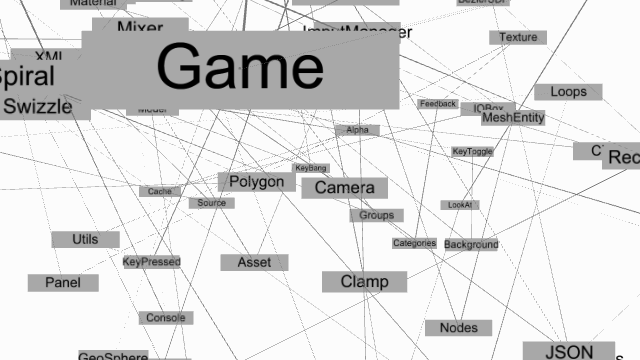 Material
BezierSDF
Mixer
InputManager
Texture
XML
Game
Spiral
Swizzle
Model
Loops
Feedback
IOBox
MeshEntity
Alpha
KeyToggle
C
Rec
KeyBang
Polygon
Camera
Cache
Source
LookAt
Groups
Utils
Categories
Background
KeyPressed
Asset
Panel
Clamp
Console
Nodes
GeoSphere
JSON
s